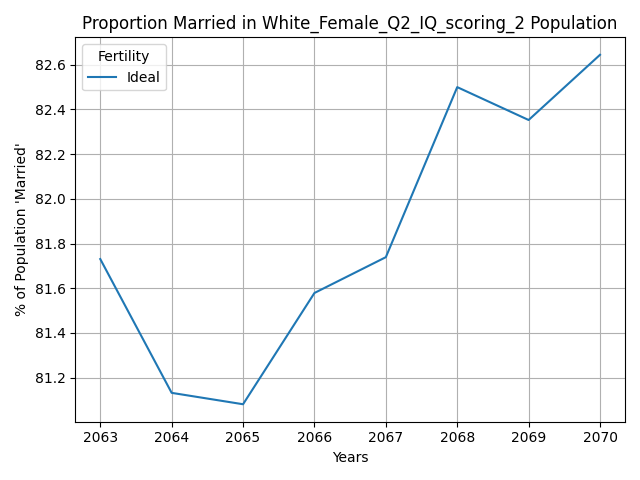 Proportion Married in White_Female_Q2_IQ_scoring_2 Population
Fertility
Ideal
% of Population 'Married'
82.6
82.4
82.2
82.0
81.8
81.6
81.4
81.2
2063 2064 2065 2066 2067 2068 2069 2070
Years